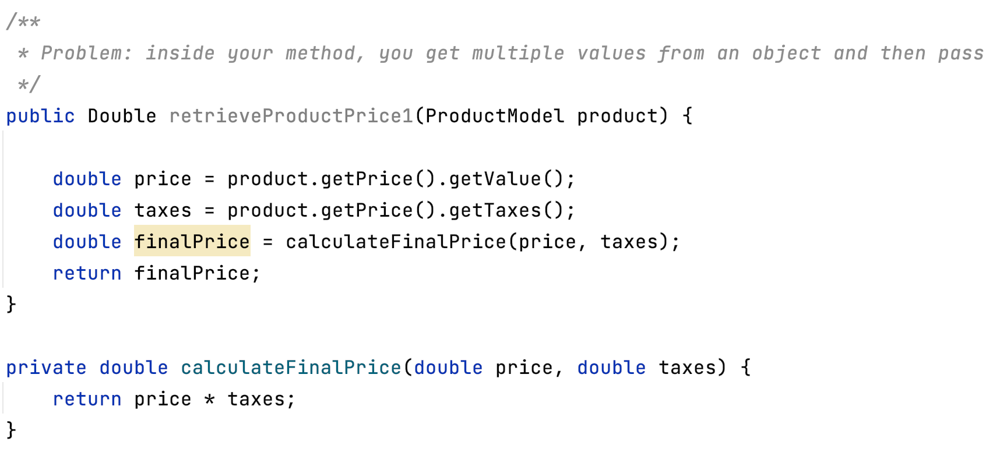 /**
 * Problem: inside your method, you get multiple values from an object and then pass
 */
public Double retrieveProductPrice1(ProductModel product) {

    double price = product.getPrice().getValue();
    double taxes = product.getPrice().getTaxes();
    double finalPrice = calculateFinalPrice(price, taxes);
    return finalPrice;
}

private double calculateFinalPrice(double price, double taxes) {
    return price * taxes;
}